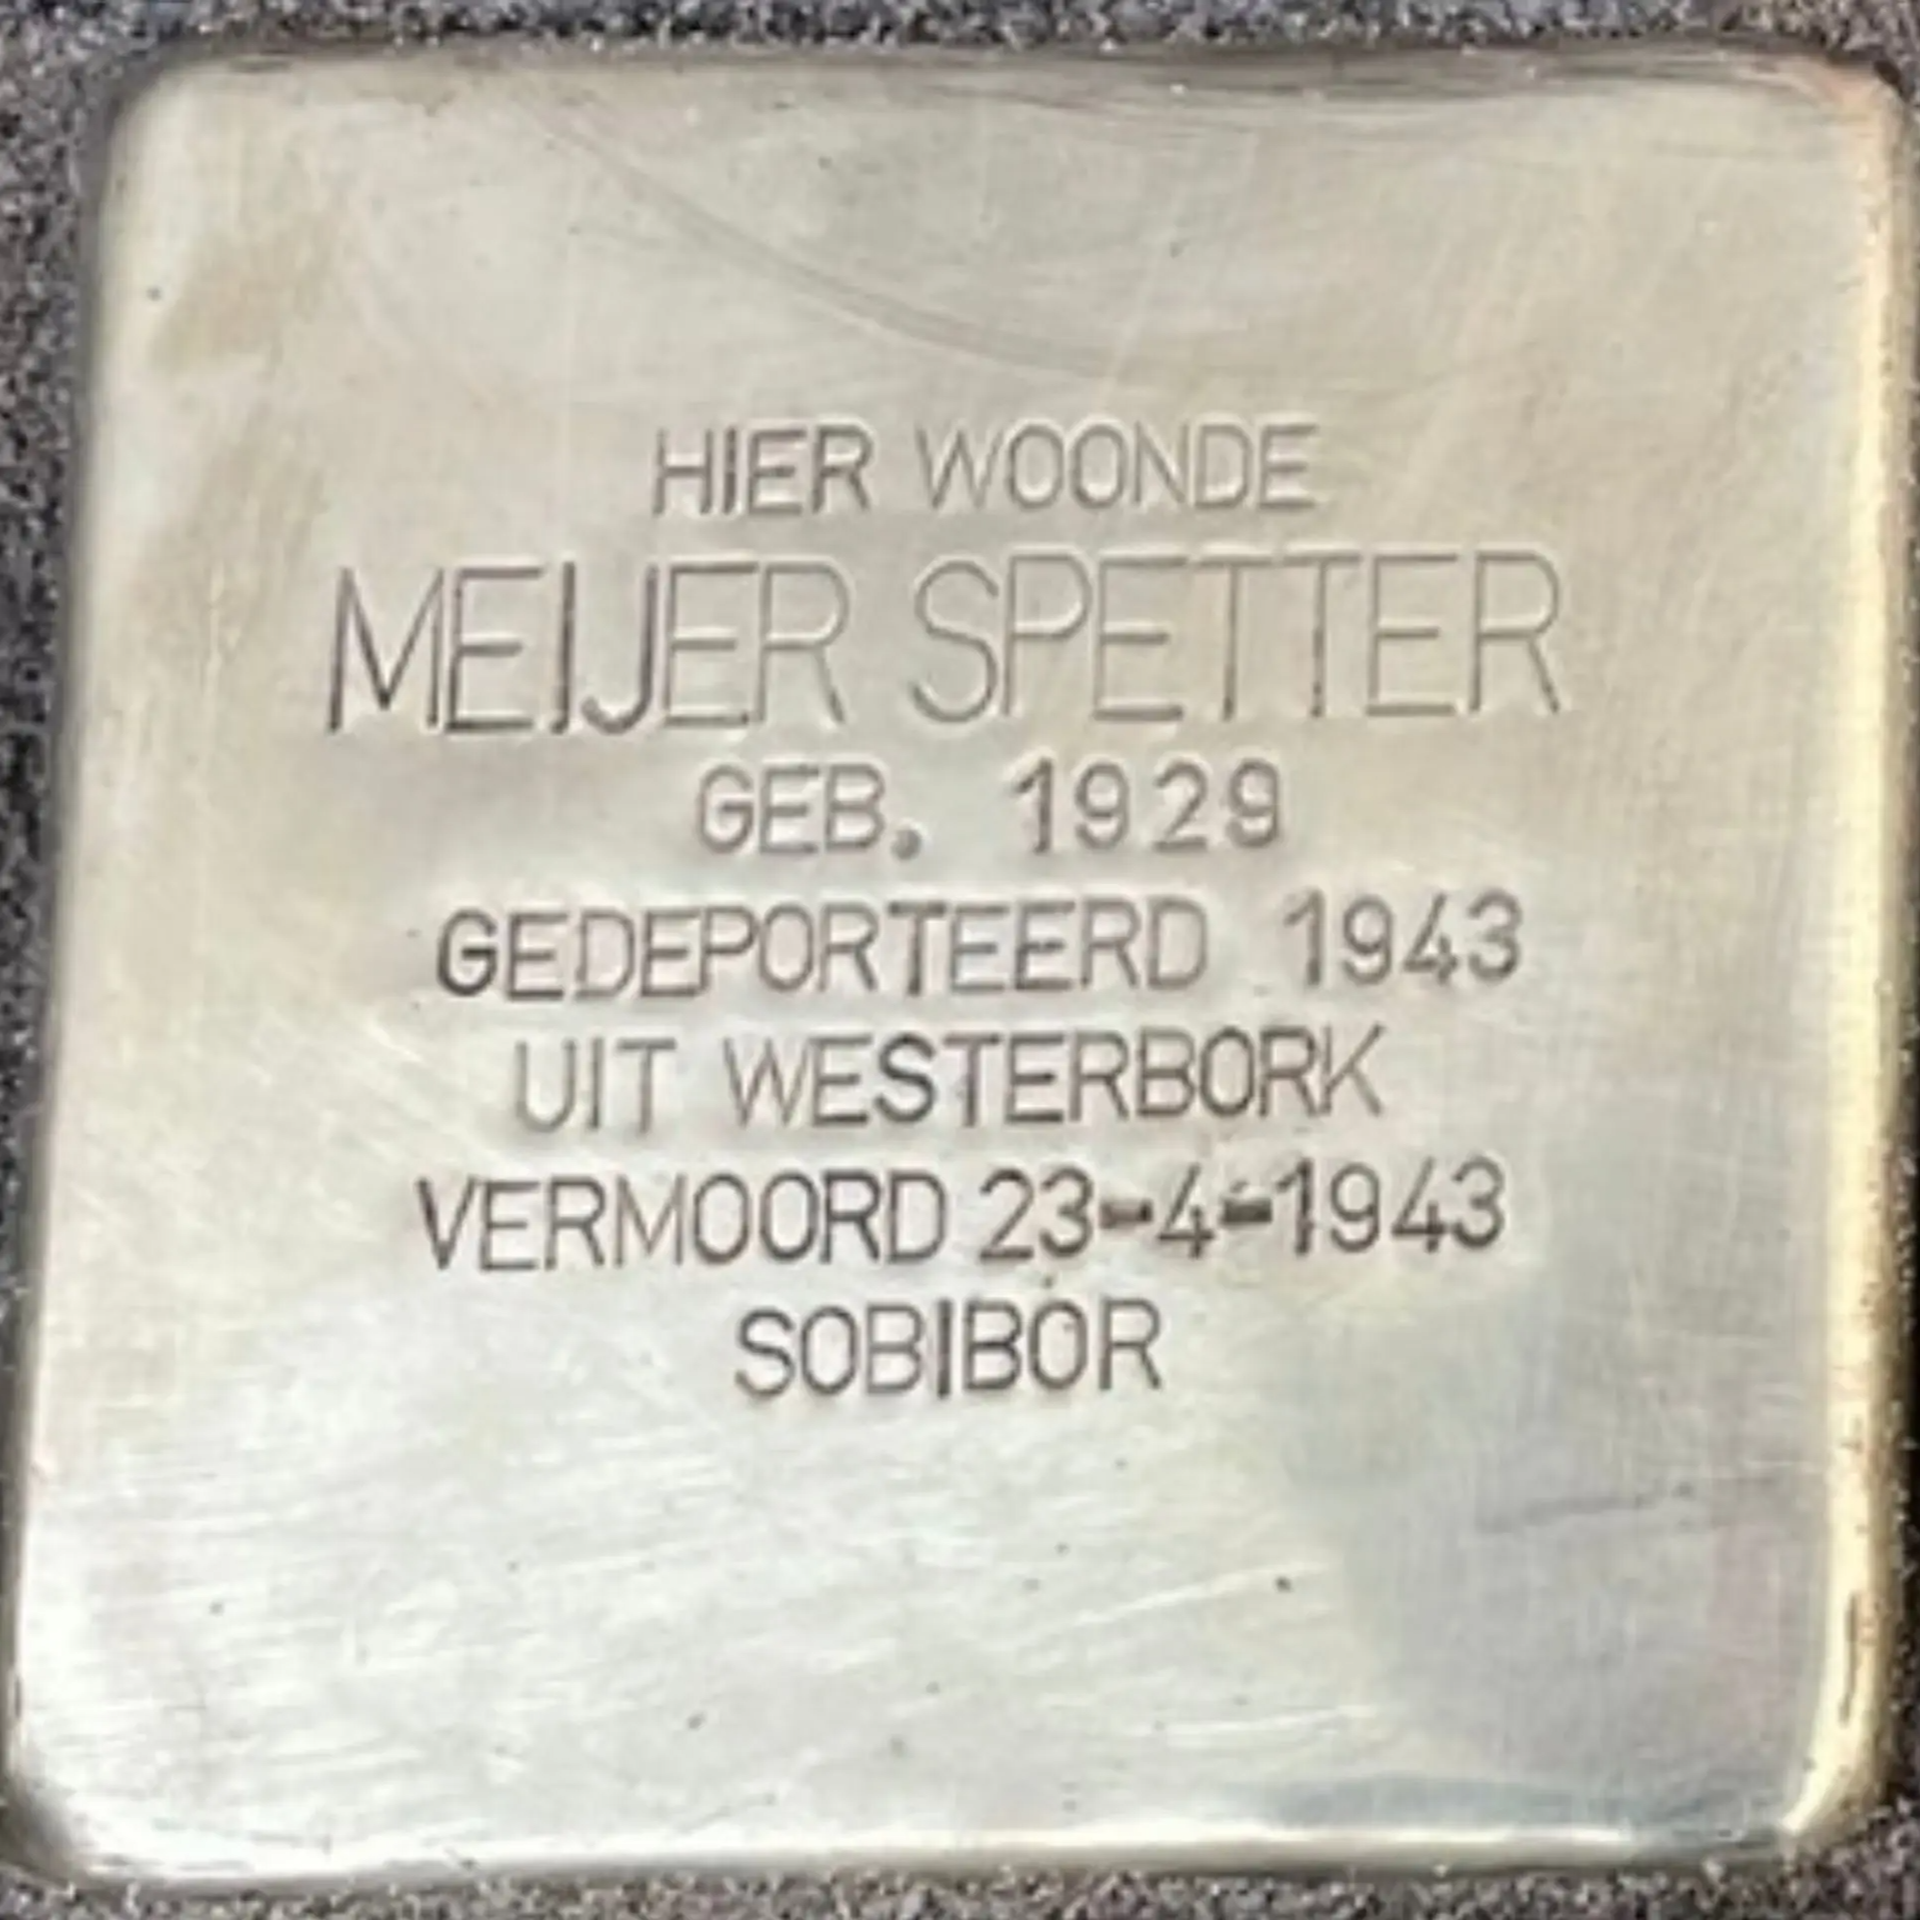 HIER WOONDE
MEIJER SPETTER
GEB. 1929
GEDEPORTEERD 1943
UIT WESTERBORK
VERMOORD 23-4-1943
SOBIBOR